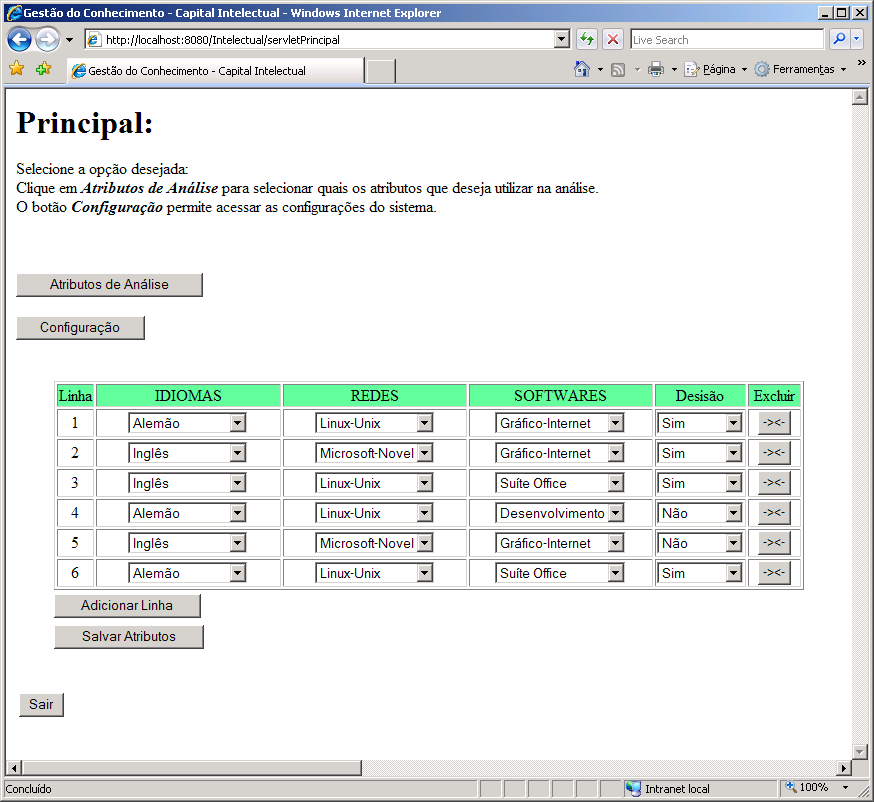 Gestão do Conhecimento - Capital Intelectual - Windows Internet Explorer
http://localhost:8080/Intelectual/servletPrincipal
Live Search
Gestão do Conhecimento - Capital Intelectual
Página
Ferramentas
»
Principal:
Selecione a opção desejada:
Clique em Atributos de Análise para selecionar quais os atributos que deseja utilizar na análise.
O botão Configuração permite acessar as configurações do sistema.
Atributos de Análise
Configuração
Linha IDIOMAS REDES SOFTWARES Desisão Excluir
1 Alemão Linux-Unix Gráfico-Internet Sim -><-
2 Inglês Microsoft-Novel Gráfico-Internet Sim -><-
3 Inglês Linux-Unix Suíte Office Sim -><-
4 Alemão Linux-Unix Desenvolvimento Não -><-
5 Inglês Microsoft-Novel Gráfico-Internet Não -><-
6 Alemão Linux-Unix Suíte Office Sim -><-
Adicionar Linha
Salvar Atributos
Sair
Concluído
Intranet local
100%